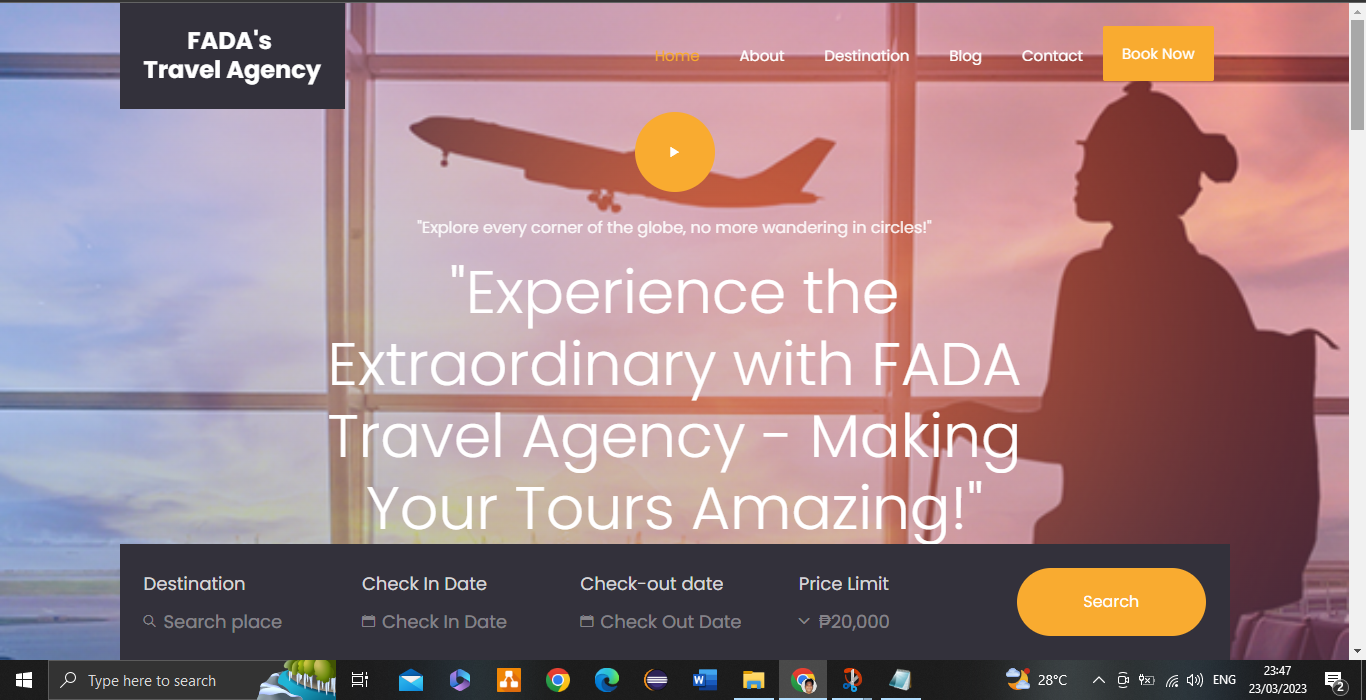 FADA's
Travel Agency
Home
About
Destination
Blog
Contact
Book Now
"Explore every corner of the globe, no more wandering in circles!"
"Experience the
Extraordinary with FADA
Travel Agency - Making
Your Tours Amazing!"
Destination
Check In Date
Check-out date
Price Limit
Search place
Check In Date
Check Out Date
₱20,000
Search
Type here to search
28°C
ENG
23:47
23/03/2023
2